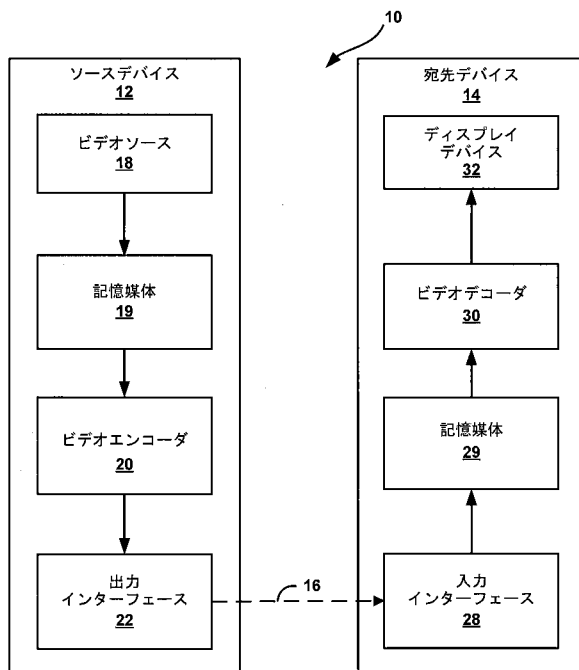 10
ソースデバイス
12
ビデオソース
18
記憶媒体
19
ビデオエンコーダ
20
出力
インターフェース
22
16
宛先デバイス
14
ディスプレイ
デバイス
32
ビデオデコーダ
30
記憶媒体
29
入力
インターフェース
28